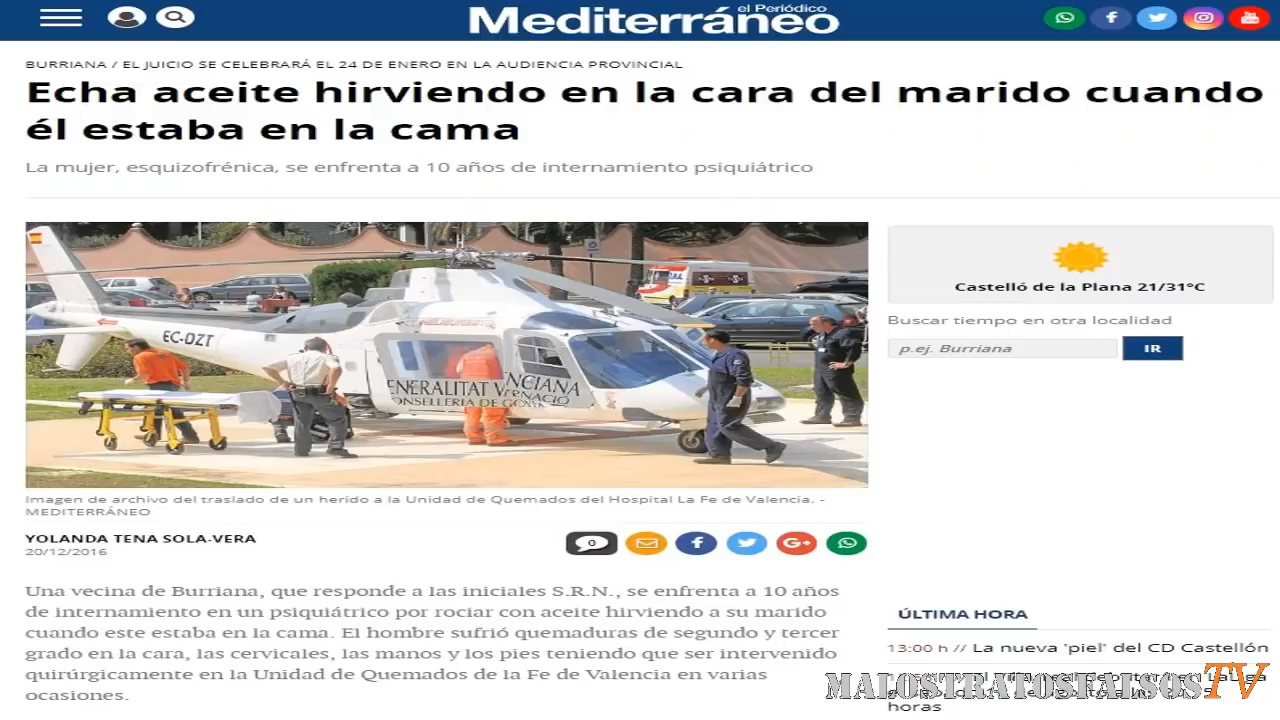 el Periódico
Mediterráneo
BURRIANA / EL JUICIO SE CELEBRARÁ EL 24 DE ENERO EN LA AUDIENCIA PROVINCIAL
Echa aceite hirviendo en la cara del marido cuando
él estaba en la cama
La mujer, esquizofrénica, se enfrenta a 10 años de internamiento psiquiátrico
EC-DZT
ENERALITAT VALENCIANA
ONSELLERIA DE
Castelló de la Plana 21/31°C
Buscar tiempo en otra localidad
p.ej. Burriana
IR
Imagen de archivo del traslado de un herido a la Unidad de Quemados del Hospital La Fe de Valencia. -
MEDITERRÁNEO
YOLANDA TENA SOLA-VERA
20/12/2016
0
Una vecina de Burriana, que responde a las iniciales S.R.N., se enfrenta a 10 años
de internamiento en un psiquiátrico por rociar con aceite hirviendo a su marido
cuando este estaba en la cama. El hombre sufrió quemaduras de segundo y tercer
grado en la cara, las cervicales, las manos y los pies teniendo que ser intervenido
quirúrgicamente en la Unidad de Quemados de la Fe de Valencia en varias
ocasiones.
ÚLTIMA HORA
13:00 h // La nueva 'piel' del CD Castellón
horas
MALOSTRATOSFALSOSTV